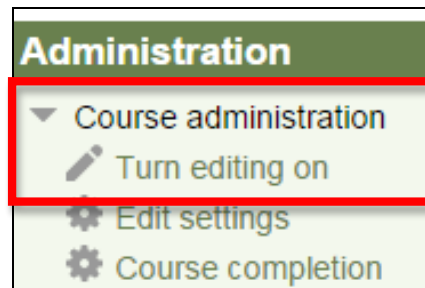 Administration
Course administration
Turn editing on
Edit settings
Course completion